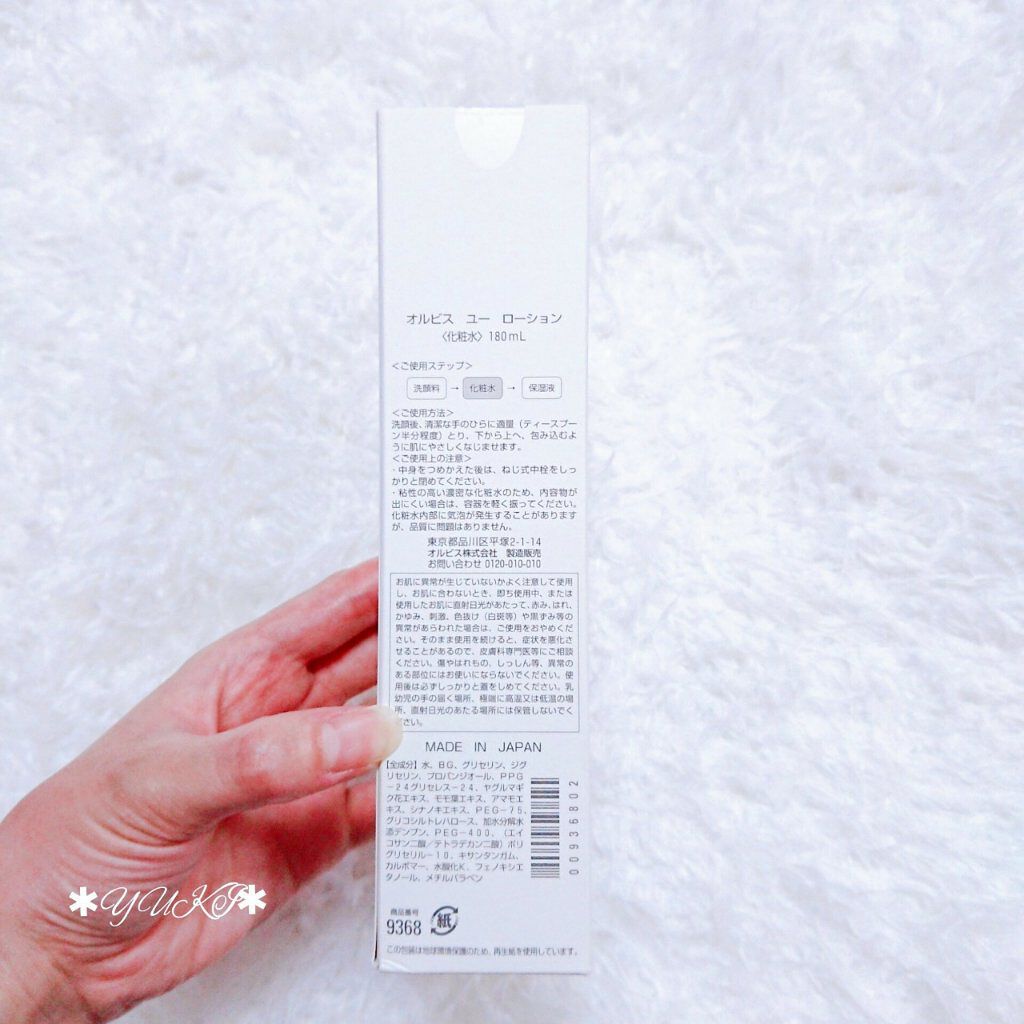 オルビス ユー ローション
〈化粧水〉180mL
<ご使用ステップ>
洗顔料 → 化粧水 → 保湿液
<ご使用方法>
洗顔後、清潔な手のひらに適量(ティースプー
ン半分程度)とり、下から上へ、包み込むよ
うに肌にやさしくなじませます。
<ご使用上の注意>
・中身をつめかえた後は、ねじ式中栓をしっ
かりと閉めてください。
・粘性の高い濃密な化粧水のため、内容物が
出にくい場合は、容器を軽く振ってください。
化粧水内部に気泡が発生することがあります
が、品質に問題はありません。
東京都品川区平塚2-1-14
オルビス株式会社 製造販売
お問い合わせ 0120-010-010
お肌に異常が生じていないかよく注意して使用
し、お肌に合わないとき、即ち使用中、または
使用したお肌に直射日光があたって、赤み、はれ、
かゆみ、刺激、色抜け(白斑等)や黒ずみ等の
異常があらわれた場合は、ご使用をおやめくだ
さい。そのまま使用を続けると、症状を悪化さ
せることがあるので、皮膚科専門医等にご相談
ください。傷やはれもの、しっしん等、異常の
ある部位にはお使いにならないでください。使
用後は必ずしっかりと蓋をしめてください。乳
幼児の手の届く場所、極端に高温又は低温の場
所、直射日光のあたる場所には保管しないでく
ださい。
MADE IN JAPAN
【全成分】水、BG、グリセリン、ジグ
リセリン、プロパンジオール、PPG
-24グリセレス-24、ヤグルマギ
ク花エキス、モモ葉エキス、アマモエ
キス、シナノキエキス、PEG-75、
グリコシルトレハロース、加水分解水
添デンプン、PEG-400、(エイ
コサン二酸/テトラデカン二酸)ポリ
グリセリル-10、キサンタンガム、
カルボマー、水酸化K、フェノキシエ
タノール、メチルパラベン
00936802
商品番号
9368
紙
この包装は地球環境保護のため、再生紙を使用しています。
✱YUKI✱